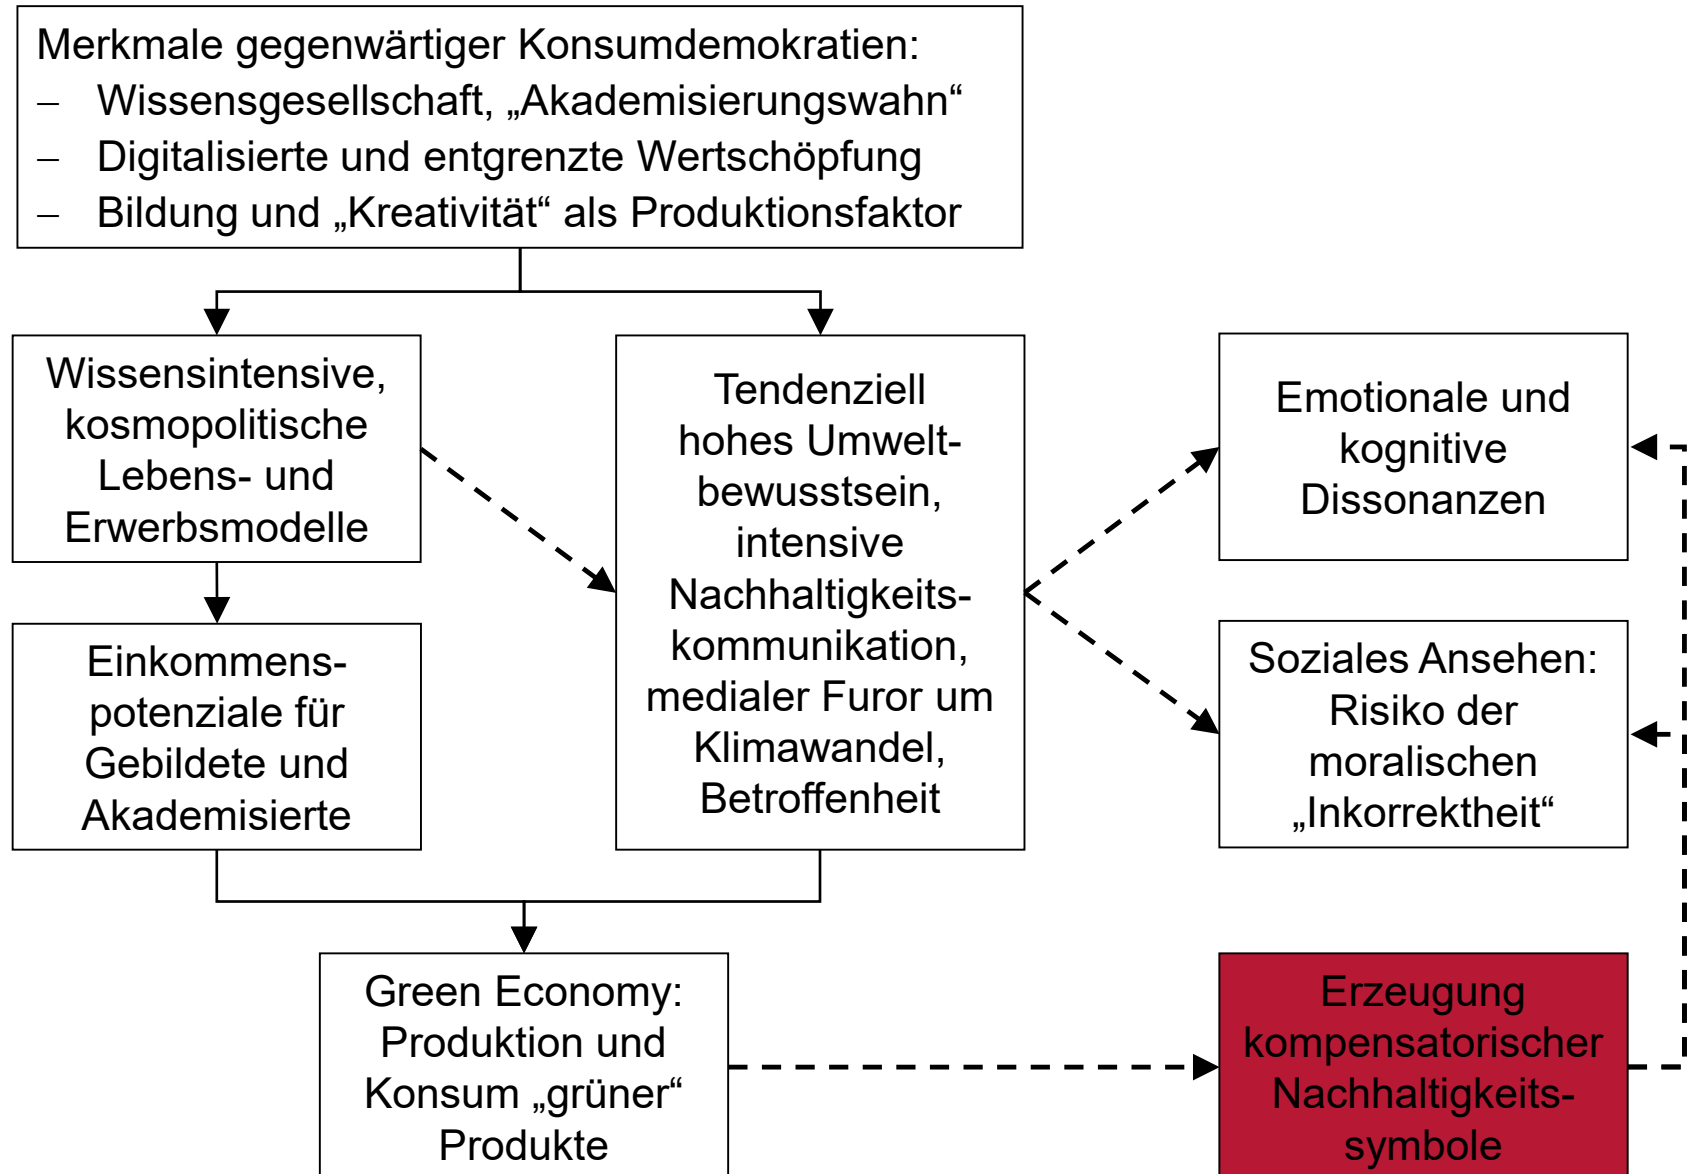 Merkmale gegenwärtiger Konsumdemokratien:
– Wissensgesellschaft, „Akademisierungswahn“
– Digitalisierte und entgrenzte Wertschöpfung
– Bildung und „Kreativität“ als Produktionsfaktor
Wissensintensive,
kosmopolitische
Lebens- und
Erwerbsmodelle
Tendenziell
hohes Umwelt-
bewusstsein,
intensive
Nachhaltigkeits-
kommunikation,
medialer Furor um
Klimawandel,
Betroffenheit
Emotionale und
kognitive
Dissonanzen
Einkommens-
potenziale für
Gebildete und
Akademisierte
Soziales Ansehen:
Risiko der
moralischen
„Inkorrektheit“
Green Economy:
Produktion und
Konsum „grüner“
Produkte
Erzeugung
kompensatorischer
Nachhaltigkeits-
symbole